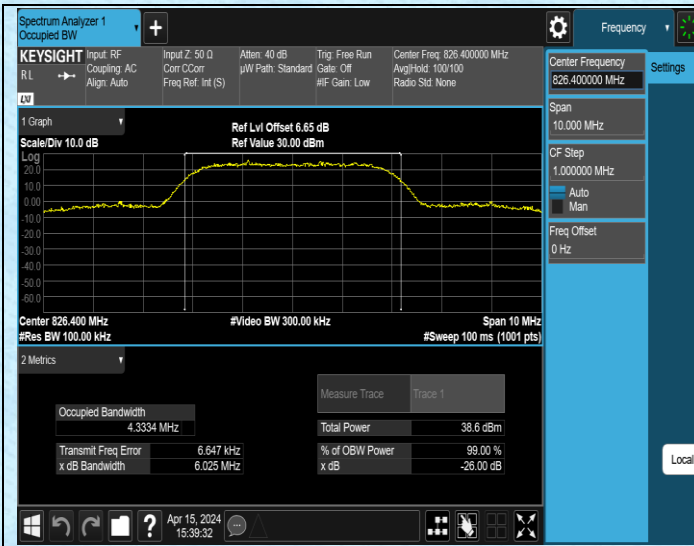 Spectrum Analyzer 1
Occupied BW
+
Frequency
KEYSIGHT
RL
LXI
Input: RF
Coupling: AC
Align: Auto
Input Z: 50 Ω
Corr CCorr
Freq Ref: Int (S)
Atten: 40 dB
µW Path: Standard
Trig: Free Run
Gate: Off
#IF Gain: Low
Center Freq: 826.400000 MHz
Avg|Hold: 100/100
Radio Std: None
Center Frequency
826.400000 MHz
Settings
Span
10.000 MHz
CF Step
1.000000 MHz
Auto
Man
Freq Offset
0 Hz
1 Graph
Scale/Div 10.0 dB
Ref Lvl Offset 6.65 dB
Ref Value 30.00 dBm
Log
20.0
10.0
0.00
-10.0
-20.0
-30.0
-40.0
-50.0
-60.0
Center 826.400 MHz
#Res BW 100.00 kHz
#Video BW 300.00 kHz
Span 10 MHz
#Sweep 100 ms (1001 pts)
2 Metrics
Measure Trace
Trace 1
Occupied Bandwidth
4.3334 MHz
Total Power
38.6 dBm
Transmit Freq Error
6.647 kHz
% of OBW Power
99.00 %
x dB Bandwidth
6.025 MHz
x dB
-26.00 dB
Local
?
Apr 15, 2024
15:39:32